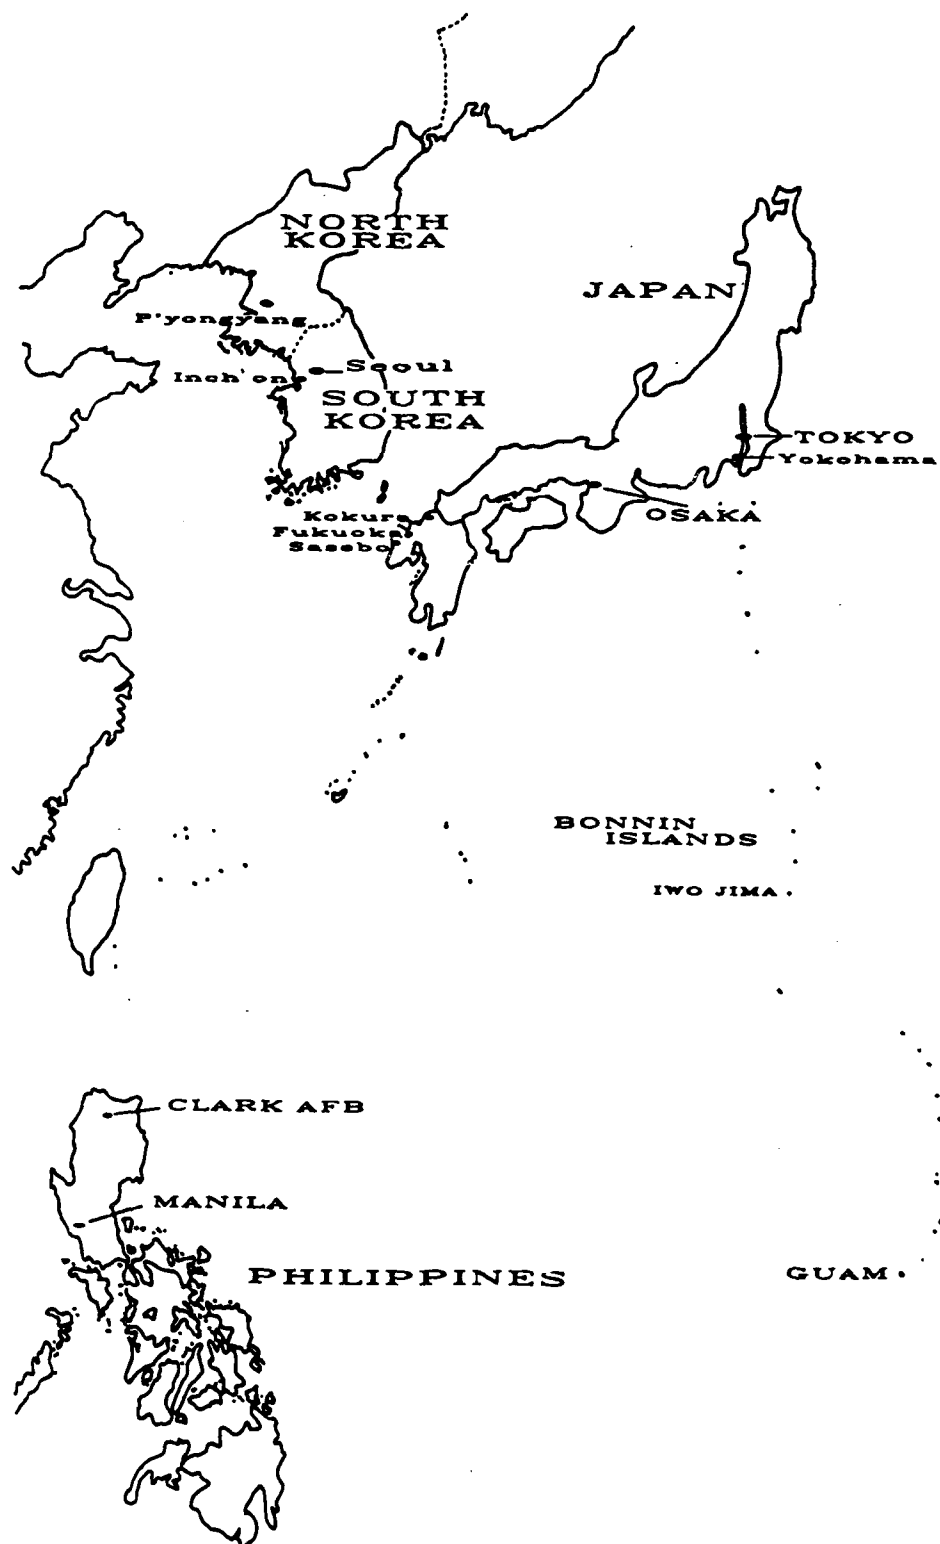 NORTH
KOREA
JAPAN
P'yongyang
Seoul
Inch'on
SOUTH
KOREA
TOKYO
Yokohama
OSAKA
Kokura
Fukuoka
Sasebo
BONNIN
ISLANDS
IWO JIMA
CLARK AFB
MANILA
PHILIPPINES
GUAM